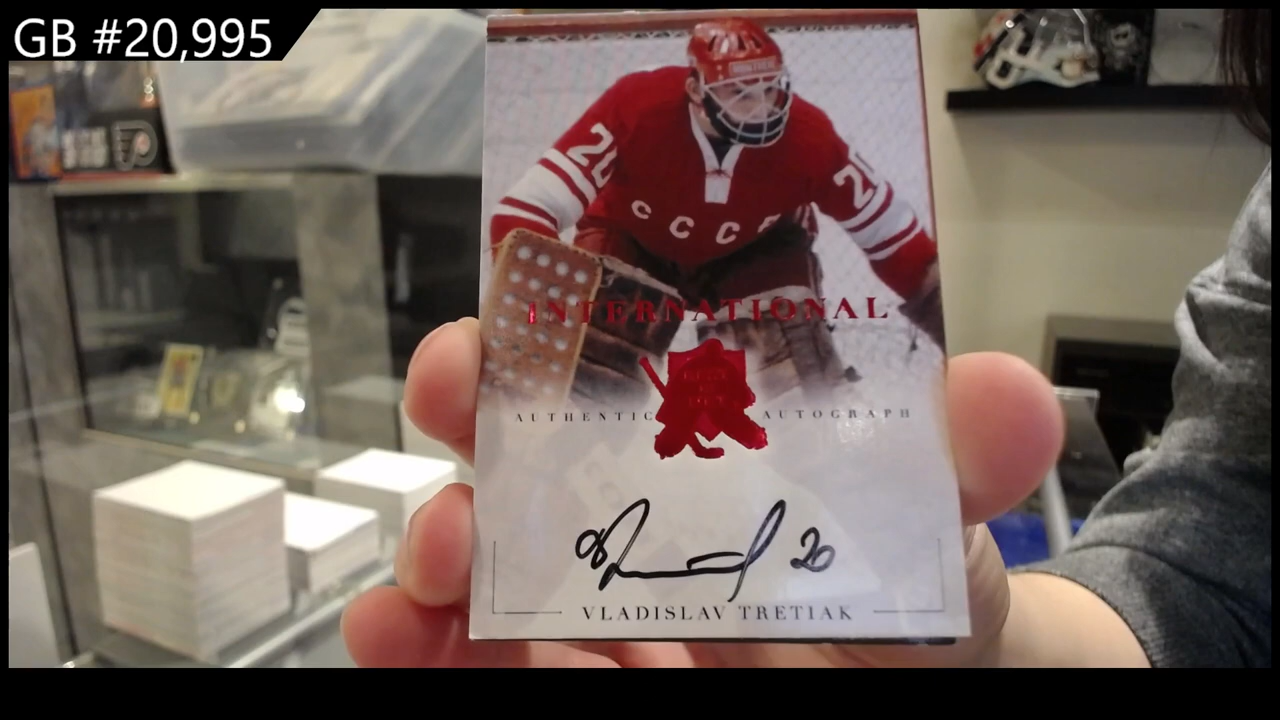 GB #20,995
20
20
CCCP
INTERNATIONAL
AUTHENTIC AUTOGRAPH
20
VLADISLAV TRETIAK